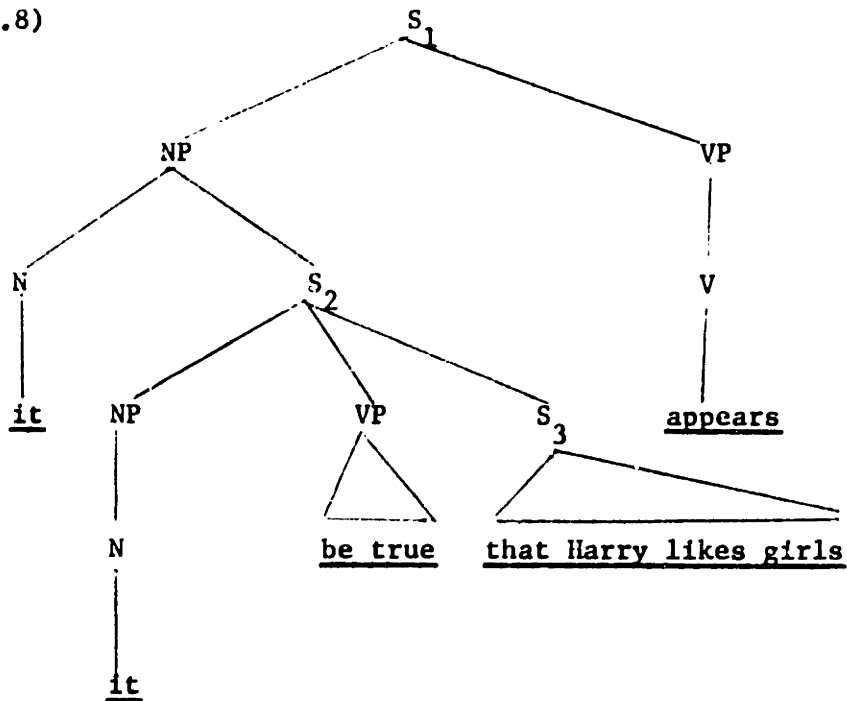 .8)
S1
NP VP
N S2 V
it NP VP S3 appears
N be true that Harry likes girls
it